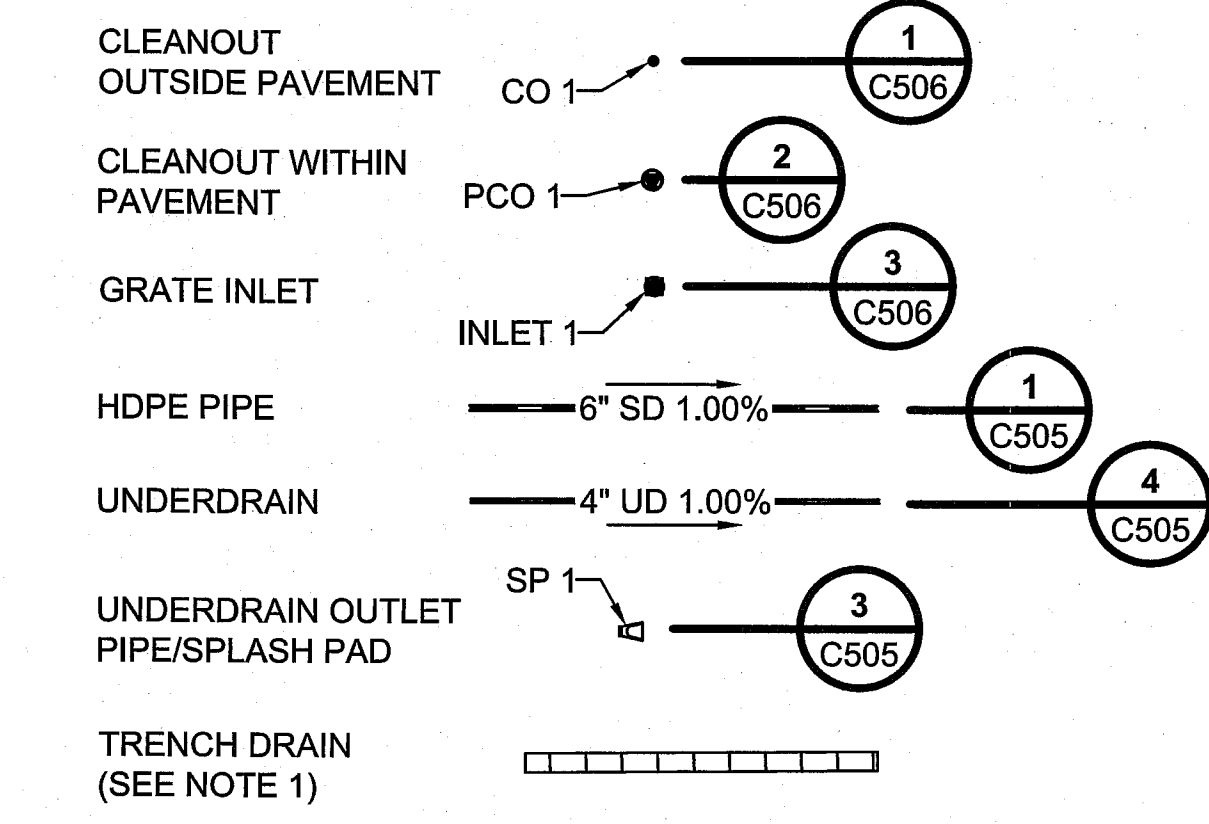 CLEANOUT
OUTSIDE PAVEMENT
CO 1
1
C506
CLEANOUT WITHIN
PAVEMENT
PCO 1
2
C506
GRATE INLET
INLET 1
3
C506
HDPE PIPE
6" SD 1.00%
1
C505
UNDERDRAIN
4" UD 1.00%
4
C505
UNDERDRAIN OUTLET
PIPE/SPLASH PAD
SP 1
3
C505
TRENCH DRAIN
(SEE NOTE 1)